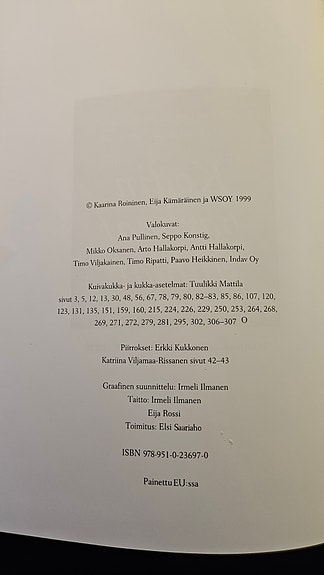 © Kaarina Roininen, Eija Kämäräinen ja WSOY 1999
Valokuvat:
Ana Pullinen, Seppo Konstig,
Mikko Oksanen, Arto Hallakorpi, Antti Hallakorpi,
Timo Viljakainen, Timo Ripatti, Paavo Heikkinen, Indav Oy
Kuivakukka- ja kukka-asetelmat: Tuulikki Mattila
sivut 3, 5, 12, 13, 30, 48, 56, 67, 78, 79, 80, 82–83, 85, 86, 107, 120,
123, 131, 135, 151, 159, 160, 215, 224, 226, 229, 250, 253, 264, 268,
269, 271, 272, 279, 281, 295, 302, 306–307 O
Piirrokset: Erkki Kukkonen
Katriina Viljamaa-Rissanen sivut 42–43
Graafinen suunnittelu: Irmeli Ilmanen
Taitto: Irmeli Ilmanen
Eija Rossi
Toimitus: Elsi Saariaho
ISBN 978-951-0-23697-0
Painettu EU:ssa